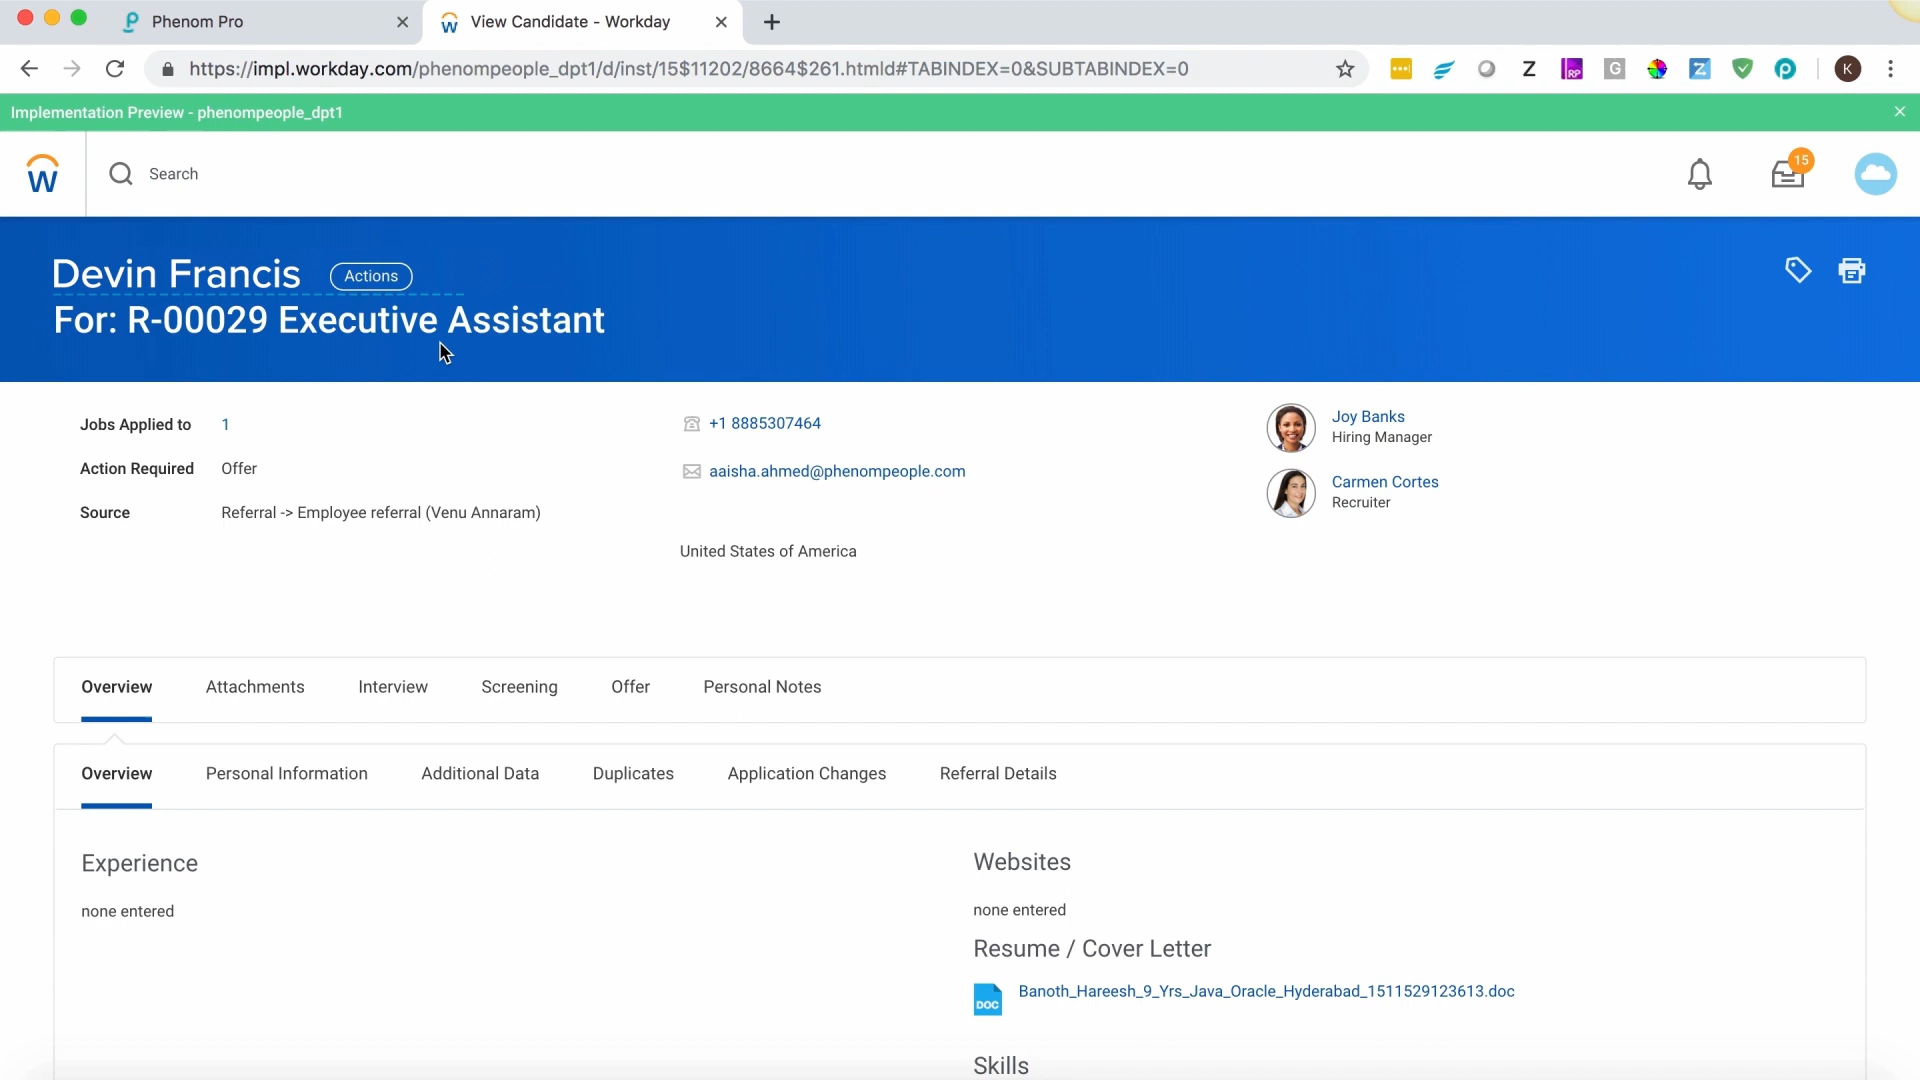 Phenom Pro
View Candidate - Workday
https://impl.workday.com/phenompeople_dpt1/d/inst/15$11202/8664$261.htmld#TABINDEX=0&SUBTABINDEX=0
Z
RP
G
Z
K
Implementation Preview - phenompeople_dpt1
W
Search
15
Devin Francis
Actions
For: R-00029 Executive Assistant
Jobs Applied to 1
+1 8885307464
Joy Banks
Hiring Manager
Action Required Offer
aaisha.ahmed@phenompeople.com
Carmen Cortes
Recruiter
Source Referral -> Employee referral (Venu Annaram)
United States of America
Overview Attachments Interview Screening Offer Personal Notes
Overview Personal Information Additional Data Duplicates Application Changes Referral Details
Experience
none entered
Websites
none entered
Resume / Cover Letter
DOC
Banoth_Hareesh_9_Yrs_Java_Oracle_Hyderabad_1511529123613.doc
Skills